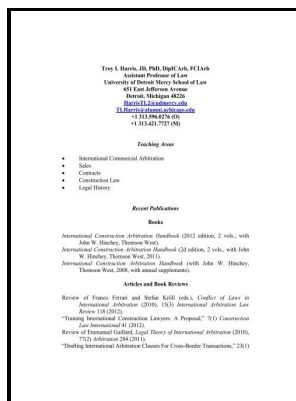 Troy L Harris, JD, PhD, DipICArb, FCIArb
Assistant Professor of Law
University of Detroit Mercy School of Law
651 East Jefferson Avenue
Detroit, Michigan 48226
HarrisTL2@udmercy.edu
TLHarris@alumni.uchicago.edu
+1 313.596.0276 (O)
+1 313.421.7727 (M)
Teaching Areas
• International Commercial Arbitration
• Sales
• Contracts
• Construction Law
• Legal History
Recent Publications
Books
International Construction Arbitration Handbook (2012 edition, 2 vols., with
John W. Hinchey, Thomson West).
International Construction Arbitration Handbook (2d edition, 2 vols., with John
W. Hinchey, Thomson West, 2011).
International Construction Arbitration Handbook (with John W. Hinchey,
Thomson West, 2008, with annual supplements).
Articles and Book Reviews
Review of Franco Ferrari and Stefan Kröll (eds.), Conflict of Laws in
International Arbitration (2010), 15(3) International Arbitration Law
Review 118 (2012).
"Training International Construction Lawyers: A Proposal," 7(1) Construction
Law International 41 (2012).
Review of Emmanuel Gaillard, Legal Theory of International Arbitration (2010),
77(2) Arbitration 284 (2011).
"Drafting International Arbitration Clauses For Cross-Border Transactions," 23(1)